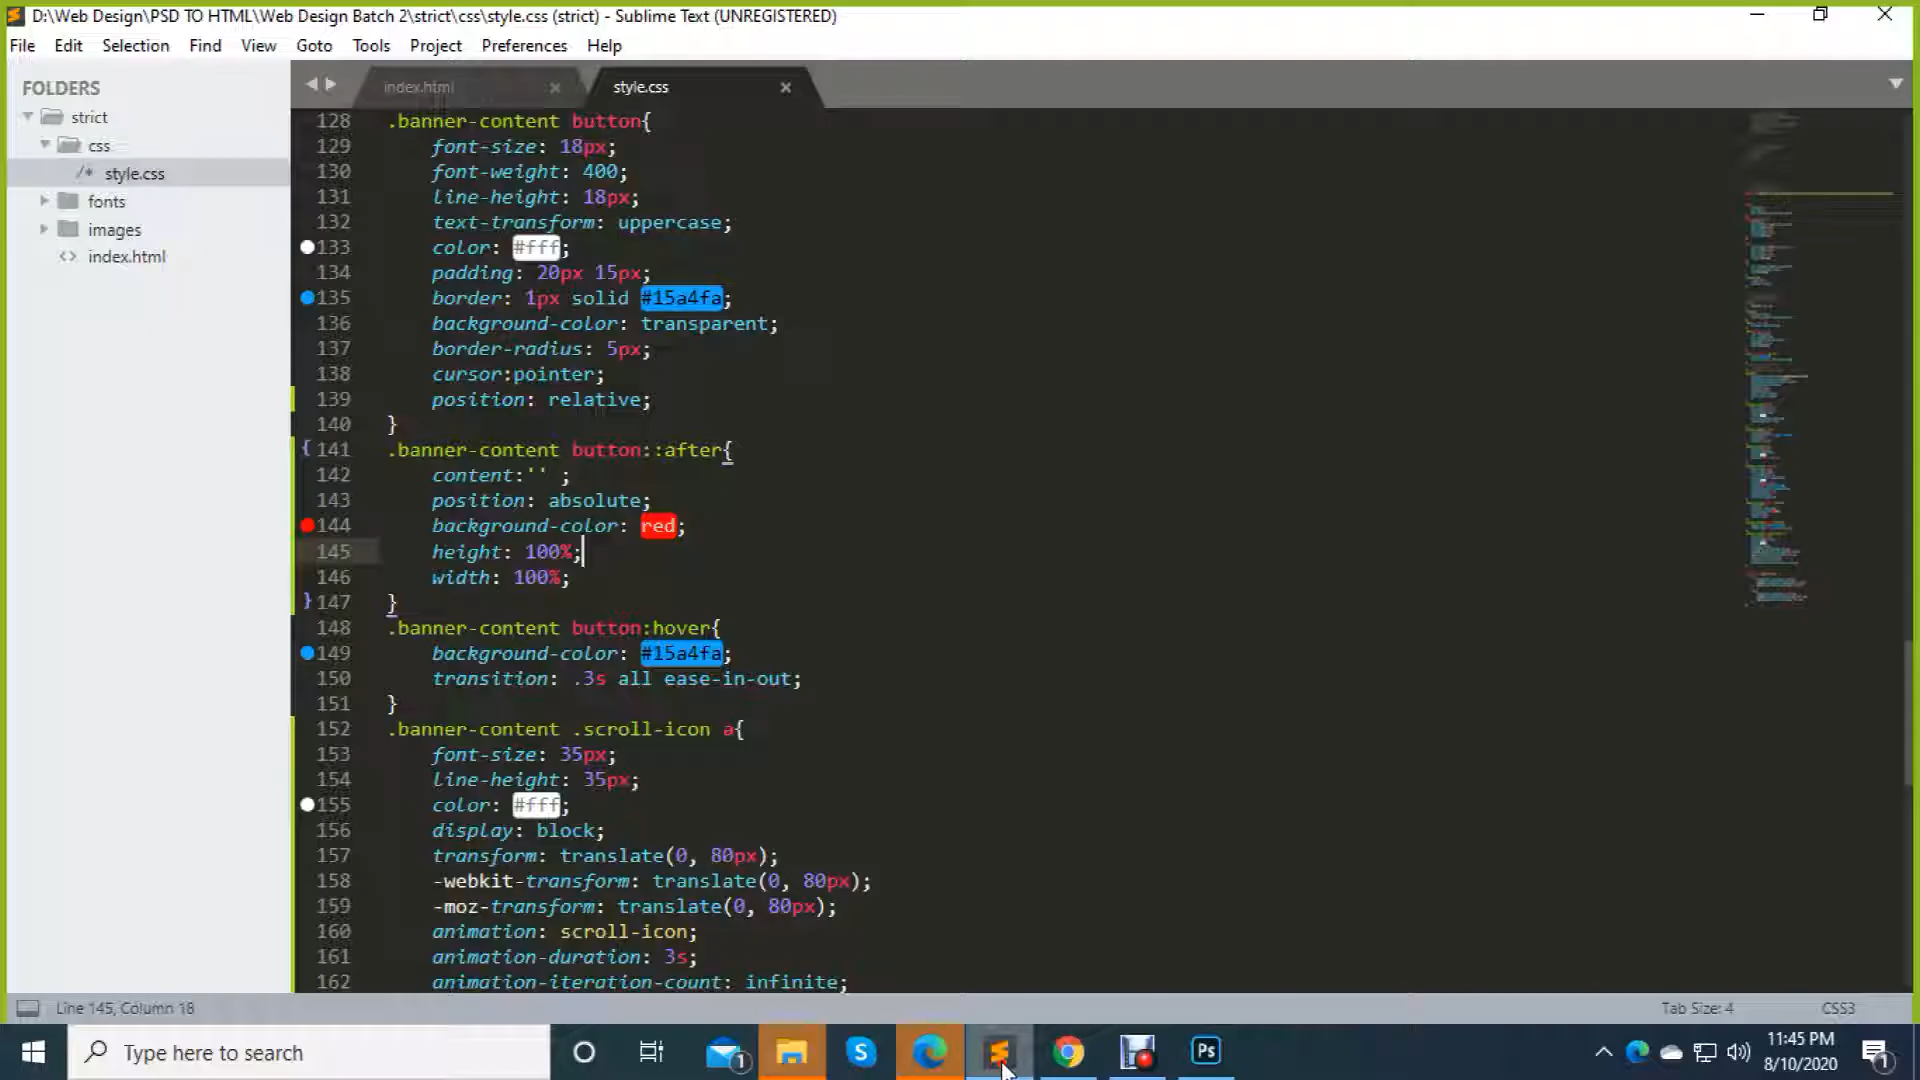 D:\Web Design\PSD TO HTML\Web Design Batch 2\strict\css\style.css (strict) - Sublime Text (UNREGISTERED)
File Edit Selection Find View Goto Tools Project Preferences Help
FOLDERS
strict
css
/* style.css
fonts
images
<> index.html
index.html
style.css
128 .banner-content button{
129 font-size: 18px;
130 font-weight: 400;
131 line-height: 18px;
132 text-transform: uppercase;
133 color: #fff;
134 padding: 20px 15px;
135 border: 1px solid #15a4fa;
136 background-color: transparent;
137 border-radius: 5px;
138 cursor:pointer;
139 position: relative;
140 }
{ 141 .banner-content button::after{
142 content:'' ;
143 position: absolute;
144 background-color: red;
145 height: 100%;
146 width: 100%;
} 147 }
148 .banner-content button:hover{
149 background-color: #15a4fa;
150 transition: .3s all ease-in-out;
151 }
152 .banner-content .scroll-icon a{
153 font-size: 35px;
154 line-height: 35px;
155 color: #fff;
156 display: block;
157 transform: translate(0, 80px);
158 -webkit-transform: translate(0, 80px);
159 -moz-transform: translate(0, 80px);
160 animation: scroll-icon;
161 animation-duration: 3s;
162 animation-iteration-count: infinite;
Line 145, Column 18
Tab Size: 4
CSS3
Type here to search
1
S
Ps
11:45 PM
8/10/2020
1